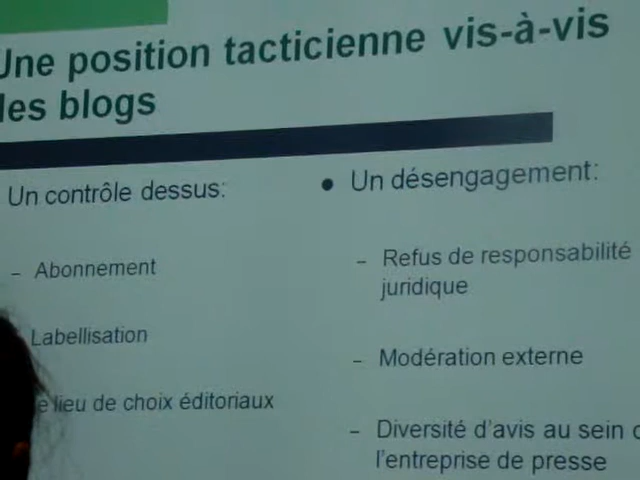 Une position tacticienne vis-à-vis
des blogs
Un contrôle dessus:
– Abonnement
Labellisation
lieu de choix éditoriaux
● Un désengagement:
– Refus de responsabilité
juridique
– Modération externe
– Diversité d'avis au sein
l'entreprise de presse